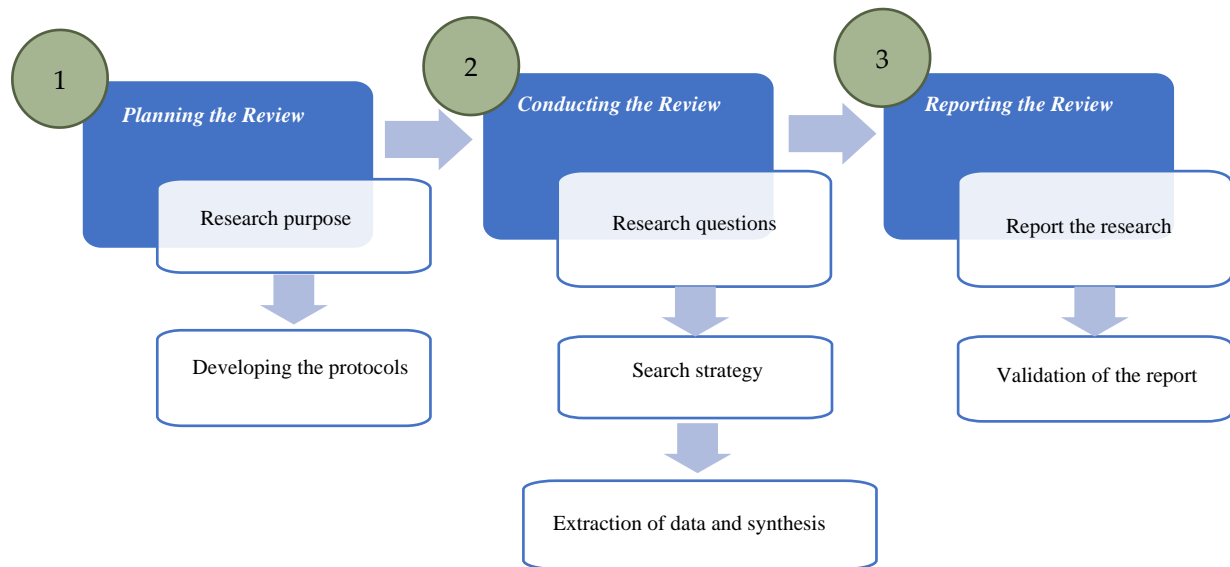 1
Planning the Review
Research purpose
Developing the protocols
2
Conducting the Review
Research questions
Search strategy
Extraction of data and synthesis
3
Reporting the Review
Report the research
Validation of the report